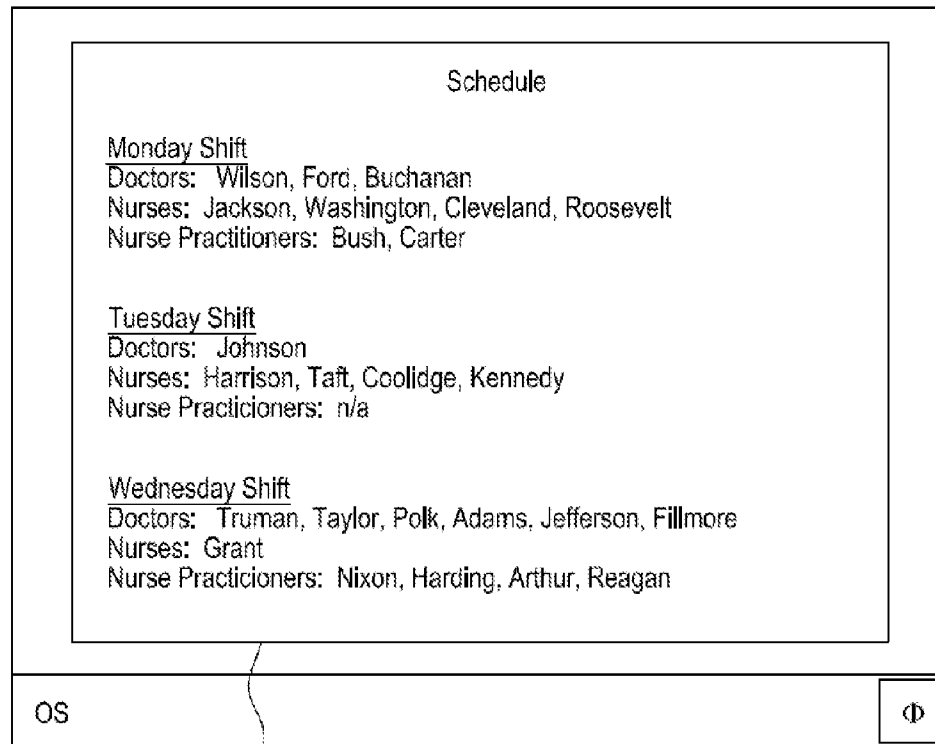 Schedule
Monday Shift
Doctors: Wilson, Ford, Buchanan
Nurses: Jackson, Washington, Cleveland, Roosevelt
Nurse Practitioners: Bush, Carter
Tuesday Shift
Doctors: Johnson
Nurses: Harrison, Taft, Coolidge, Kennedy
Nurse Practicioners: n/a
Wednesday Shift
Doctors: Truman, Taylor, Polk, Adams, Jefferson, Fillmore
Nurses: Grant
Nurse Practicioners: Nixon, Harding, Arthur, Reagan
OS
Φ